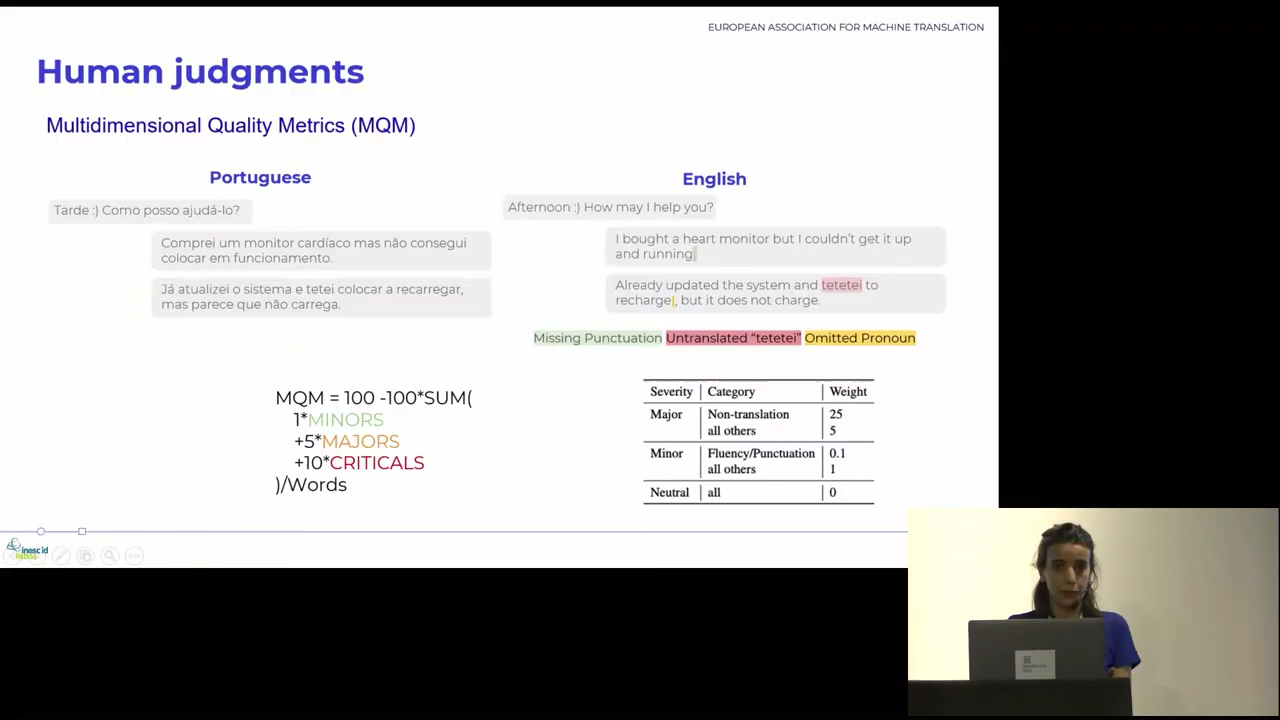 EUROPEAN ASSOCIATION FOR MACHINE TRANSLATION
Human judgments
Multidimensional Quality Metrics (MQM)
Portuguese
Tarde :) Como posso ajudá-lo?
Comprei um monitor cardíaco mas não consegui
colocar em funcionamento.
Já atualizei o sistema e tetei colocar a recarregar,
mas parece que não carrega.
English
Afternoon :) How may I help you?
I bought a heart monitor but I couldn't get it up
and running
Already updated the system and tetetei to
recharge, but it does not charge.
Missing Punctuation Untranslated “tetetei” Omitted Pronoun
MQM = 100 -100*SUM(
1*MINORS
+5*MAJORS
+10*CRITICALS
)/Words
Severity Category Weight
Major Non-translation 25
all others 5
Minor Fluency/Punctuation 0.1
all others 1
Neutral all 0
inesc id
lisboa